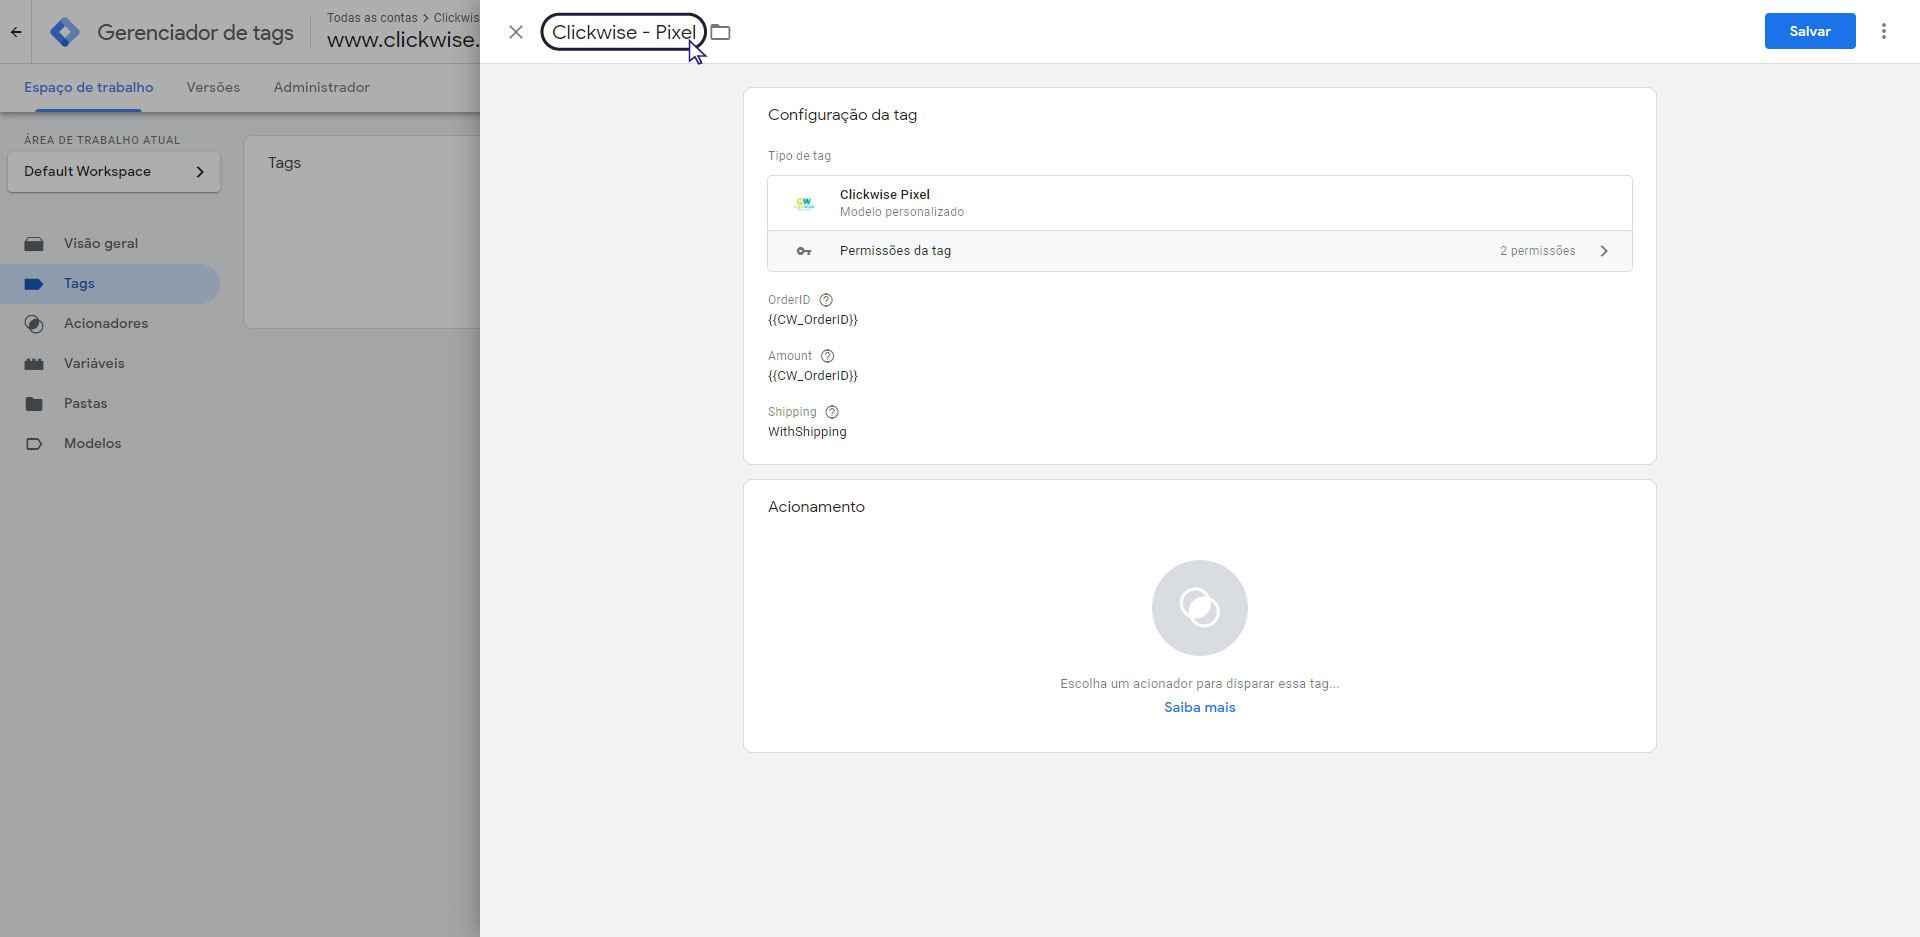 Gerenciador de tags
Todas as contas > Clickwis
www.clickwise.
Clickwise - Pixel
Salvar
Espaço de trabalho
Versões
Administrador
ÁREA DE TRABALHO ATUAL
Default Workspace
Visão geral
Tags
Acionadores
Variáveis
Pastas
Modelos
Tags
Configuração da tag
Tipo de tag
CW
Clickwise Pixel
Modelo personalizado
Permissões da tag
2 permissões
OrderID
{{CW_OrderID}}
Amount
{{CW_OrderID}}
Shipping
WithShipping
Acionamento
Escolha um acionador para disparar essa tag...
Saiba mais